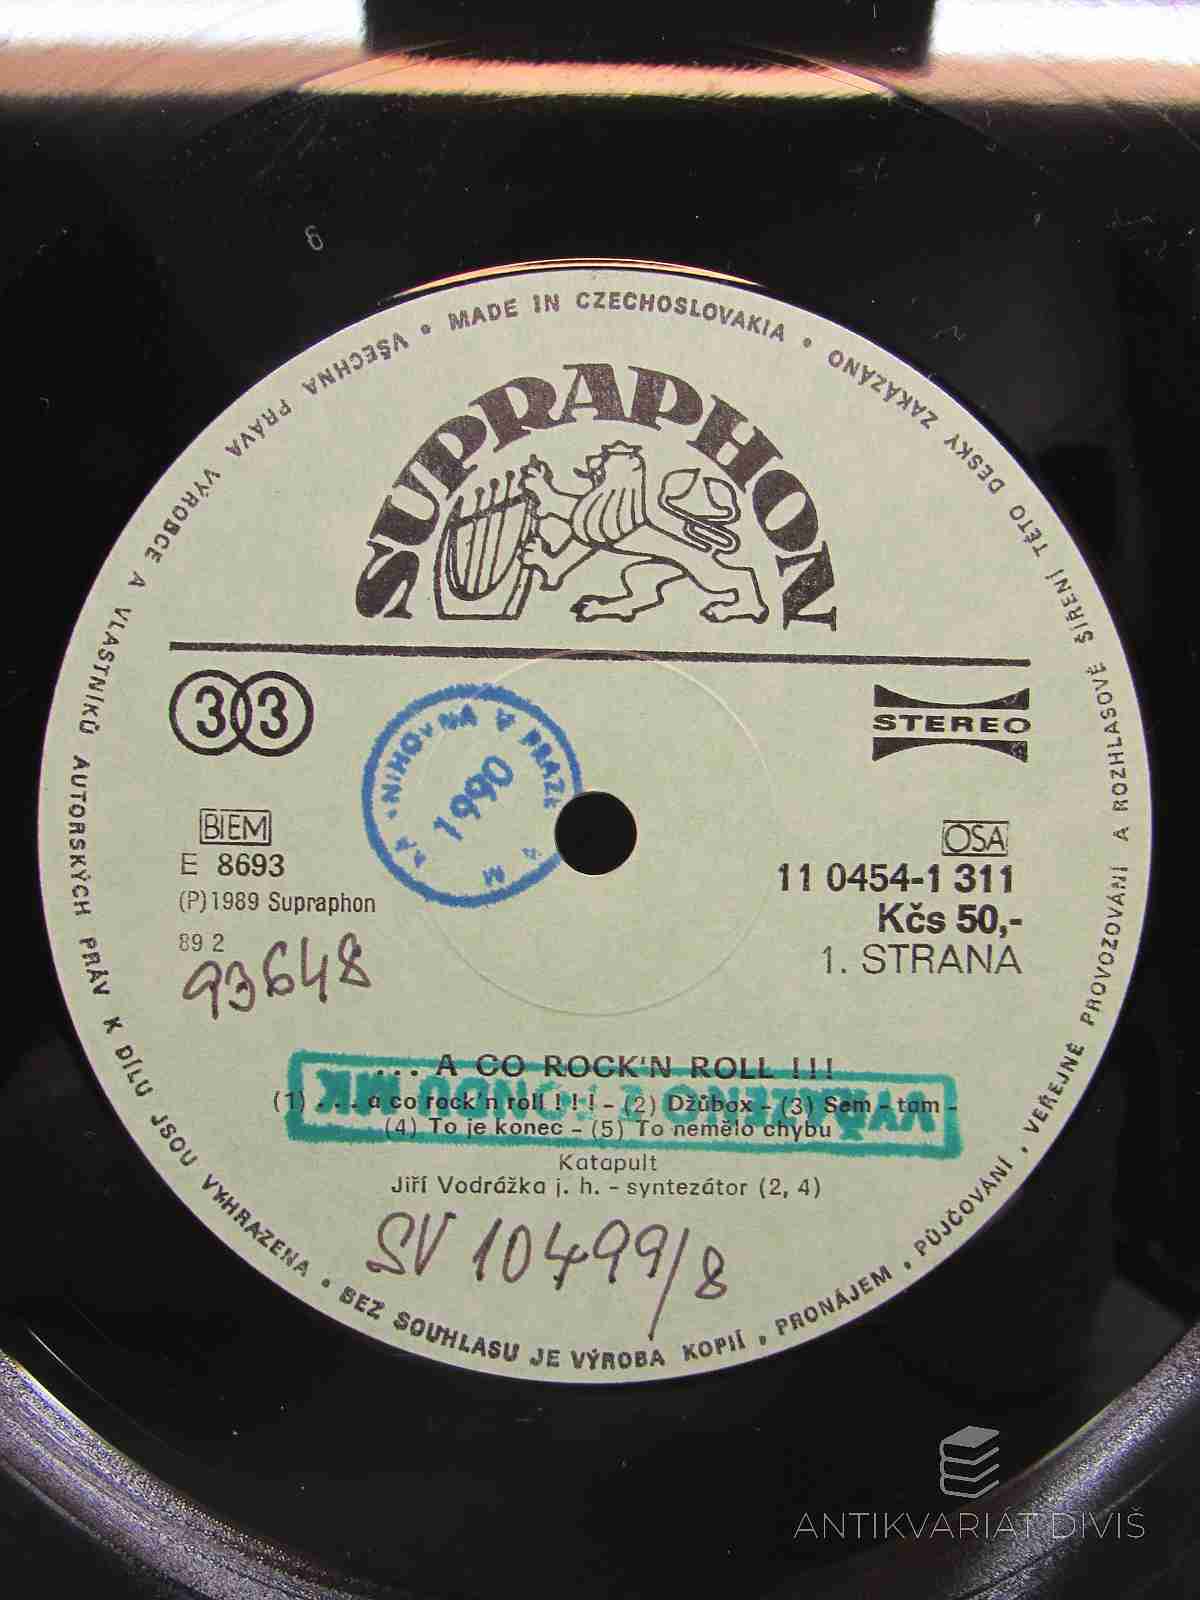 MADE IN CZECHOSLOVAKIA • VŠECHNA PRÁVA VÝROBCE A VLASTNÍKŮ AUTORSKÝCH PRÁV K DÍLU JSOU VYHRAZENA • BEZ SOUHLASU JE VÝROBA KOPIÍ, PRONÁJEM, PŮJČOVÁNÍ, VEŘEJNÉ PROVOZOVÁNÍ A ROZHLASOVÉ ŠÍŘENÍ TÉTO DESKY ZAKÁZÁNO •
SUPRAPHON
33
STEREO
NIHOVNA V PRAZE
1990
BIEM
E 8693
(P)1989 Supraphon
89 2
93648
OSA
11 0454-1 311
Kčs 50,-
1. STRANA
... A CO ROCK'N ROLL !!!
(1) ... a co rock'n roll ! ! ! – (2) Džůbox – (3) Sem – tam –
(4) To je konec – (5) To nemělo chybu
Katapult
Jiří Vodrážka j. h. – syntezátor (2, 4)
SV 10499/8
ANTIKVARIÁT DIVIŠ